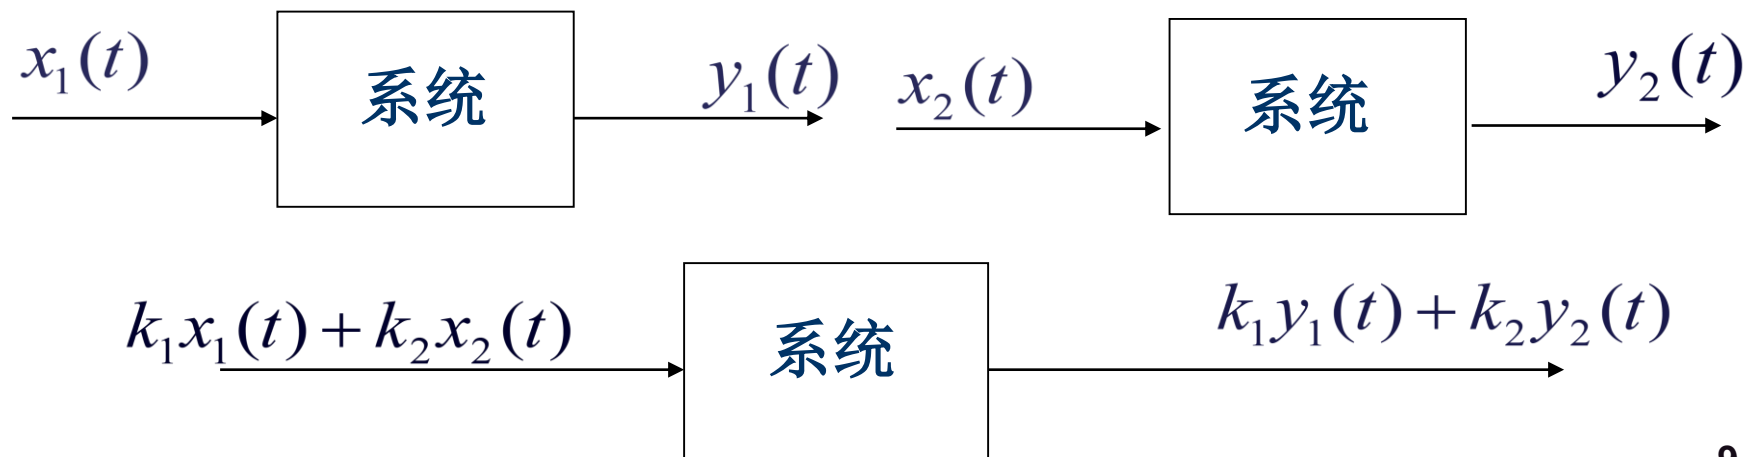 x₁(t) 系统 y₁(t) x₂(t) 系统 y₂(t)
k₁x₁(t) + k₂x₂(t) 系统 k₁y₁(t) + k₂y₂(t)